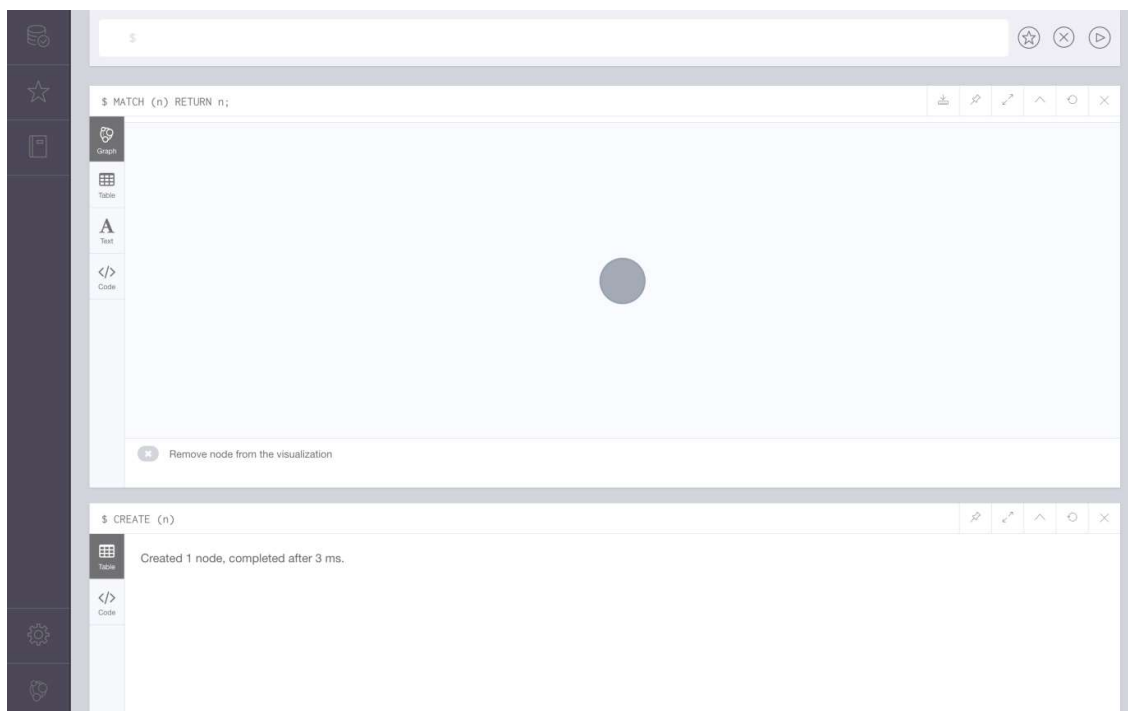 $
$ MATCH (n) RETURN n;
Graph
Table
A
Text
</>
Code
Remove node from the visualization
$ CREATE (n)
Table
Created 1 node, completed after 3 ms.
</>
Code